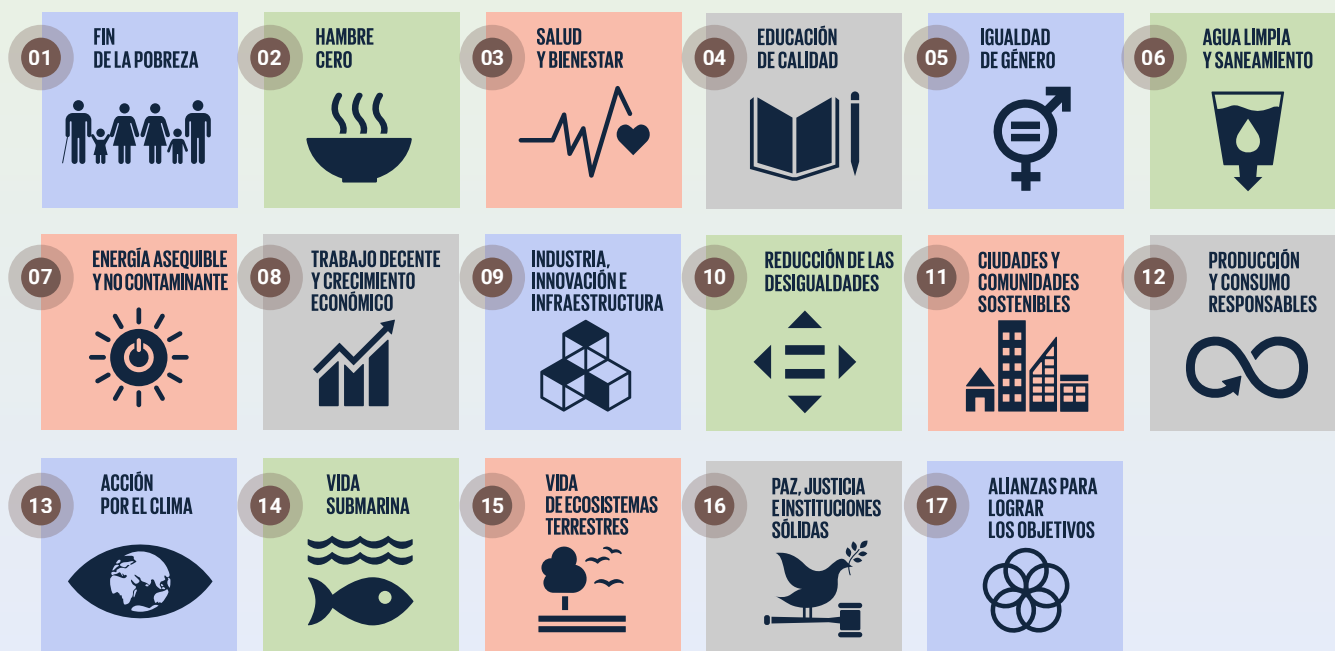 01
FIN
DE LA POBREZA
02
HAMBRE
CERO
03
SALUD
Y BIENESTAR
04
EDUCACIÓN
DE CALIDAD
05
IGUALDAD
DE GÉNERO
06
AGUA LIMPIA
Y SANEAMIENTO
07
ENERGÍA ASEQUIBLE
Y NO CONTAMINANTE
08
TRABAJO DECENTE
Y CRECIMIENTO
ECONÓMICO
09
INDUSTRIA,
INNOVACIÓN E
INFRAESTRUCTURA
10
REDUCCIÓN DE LAS
DESIGUALDADES
11
CIUDADES Y
COMUNIDADES
SOSTENIBLES
12
PRODUCCIÓN
Y CONSUMO
RESPONSABLES
13
ACCIÓN
POR EL CLIMA
14
VIDA
SUBMARINA
15
VIDA
DE ECOSISTEMAS
TERRESTRES
16
PAZ, JUSTICIA
E INSTITUCIONES
SÓLIDAS
17
ALIANZAS PARA
LOGRAR
LOS OBJETIVOS